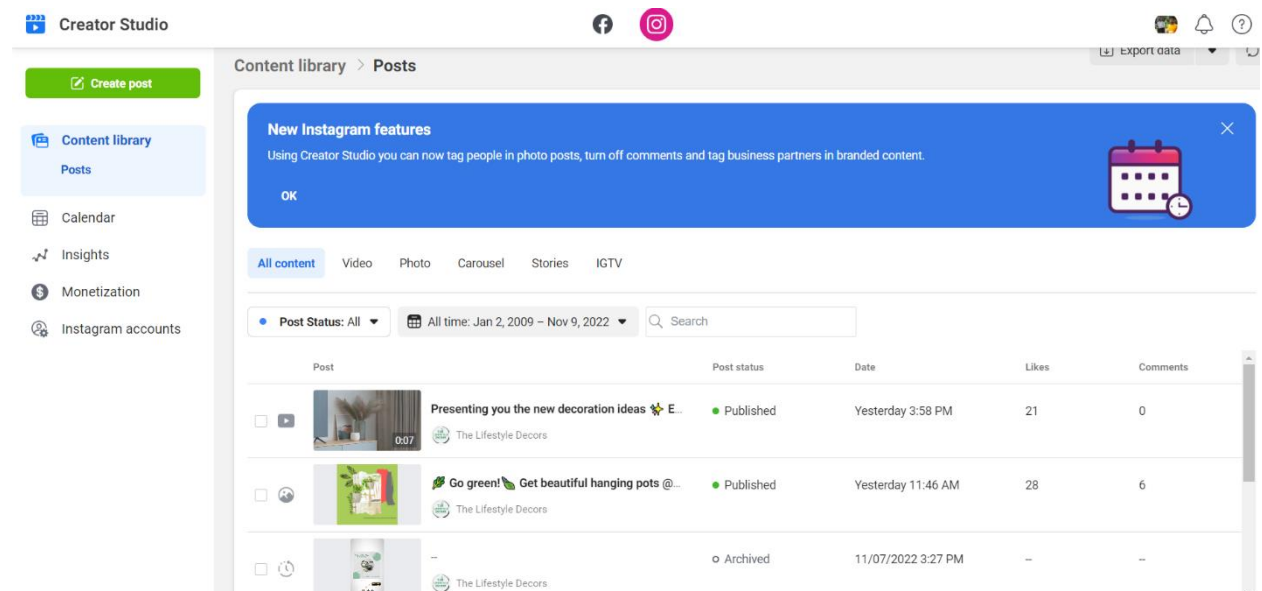 Creator Studio
Export data
Content library > Posts
Create post
New Instagram features
Using Creator Studio you can now tag people in photo posts, turn off comments and tag business partners in branded content.
OK
Content library
Posts
Calendar
Insights
Monetization
Instagram accounts
All content Video Photo Carousel Stories IGTV
Post Status: All All time: Jan 2, 2009 – Nov 9, 2022 Search
Post Post status Date Likes Comments
Presenting you the new decoration ideas ✨ E... Published Yesterday 3:58 PM 21 0
0:07
The Lifestyle Decors
🌿 Go green!🍃 Get beautiful hanging pots @... Published Yesterday 11:46 AM 28 6
The Lifestyle Decors
– Archived 11/07/2022 3:27 PM – –
The Lifestyle Decors